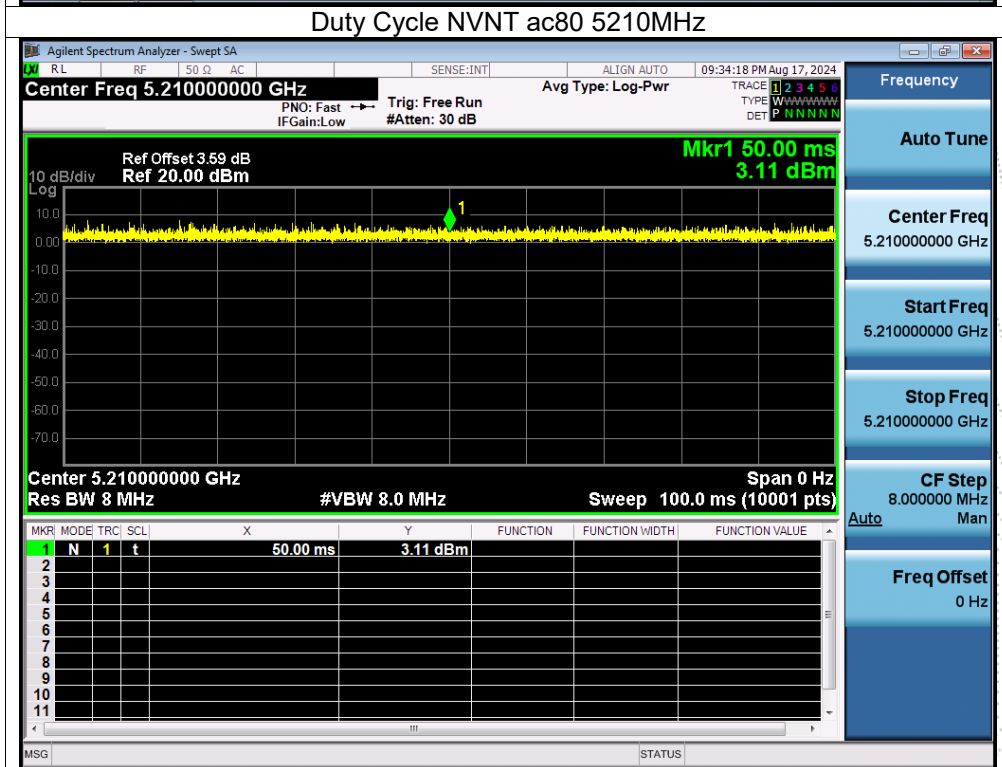 Duty Cycle NVNT ac80 5210MHz
Agilent Spectrum Analyzer - Swept SA
LXI RL RF 50 Ω AC SENSE:INT ALIGN AUTO 09:34:18 PM Aug 17, 2024
Center Freq 5.210000000 GHz
PNO: Fast
IFGain:Low
Trig: Free Run
#Atten: 30 dB
Avg Type: Log-Pwr
TRACE 1 2 3 4 5 6
TYPE WWWWWW
DET P N N N N N
Ref Offset 3.59 dB
10 dB/div Ref 20.00 dBm
Log
Mkr1 50.00 ms
3.11 dBm
10.0
0.00
-10.0
-20.0
-30.0
-40.0
-50.0
-60.0
-70.0
1
Center 5.210000000 GHz Span 0 Hz
Res BW 8 MHz #VBW 8.0 MHz Sweep 100.0 ms (10001 pts)
MKR MODE TRC SCL X Y FUNCTION FUNCTION WIDTH FUNCTION VALUE
1 N 1 t 50.00 ms 3.11 dBm
2
3
4
5
6
7
8
9
10
11
MSG STATUS
Frequency
Auto Tune
Center Freq
5.210000000 GHz
Start Freq
5.210000000 GHz
Stop Freq
5.210000000 GHz
CF Step
8.000000 MHz
Auto Man
Freq Offset
0 Hz